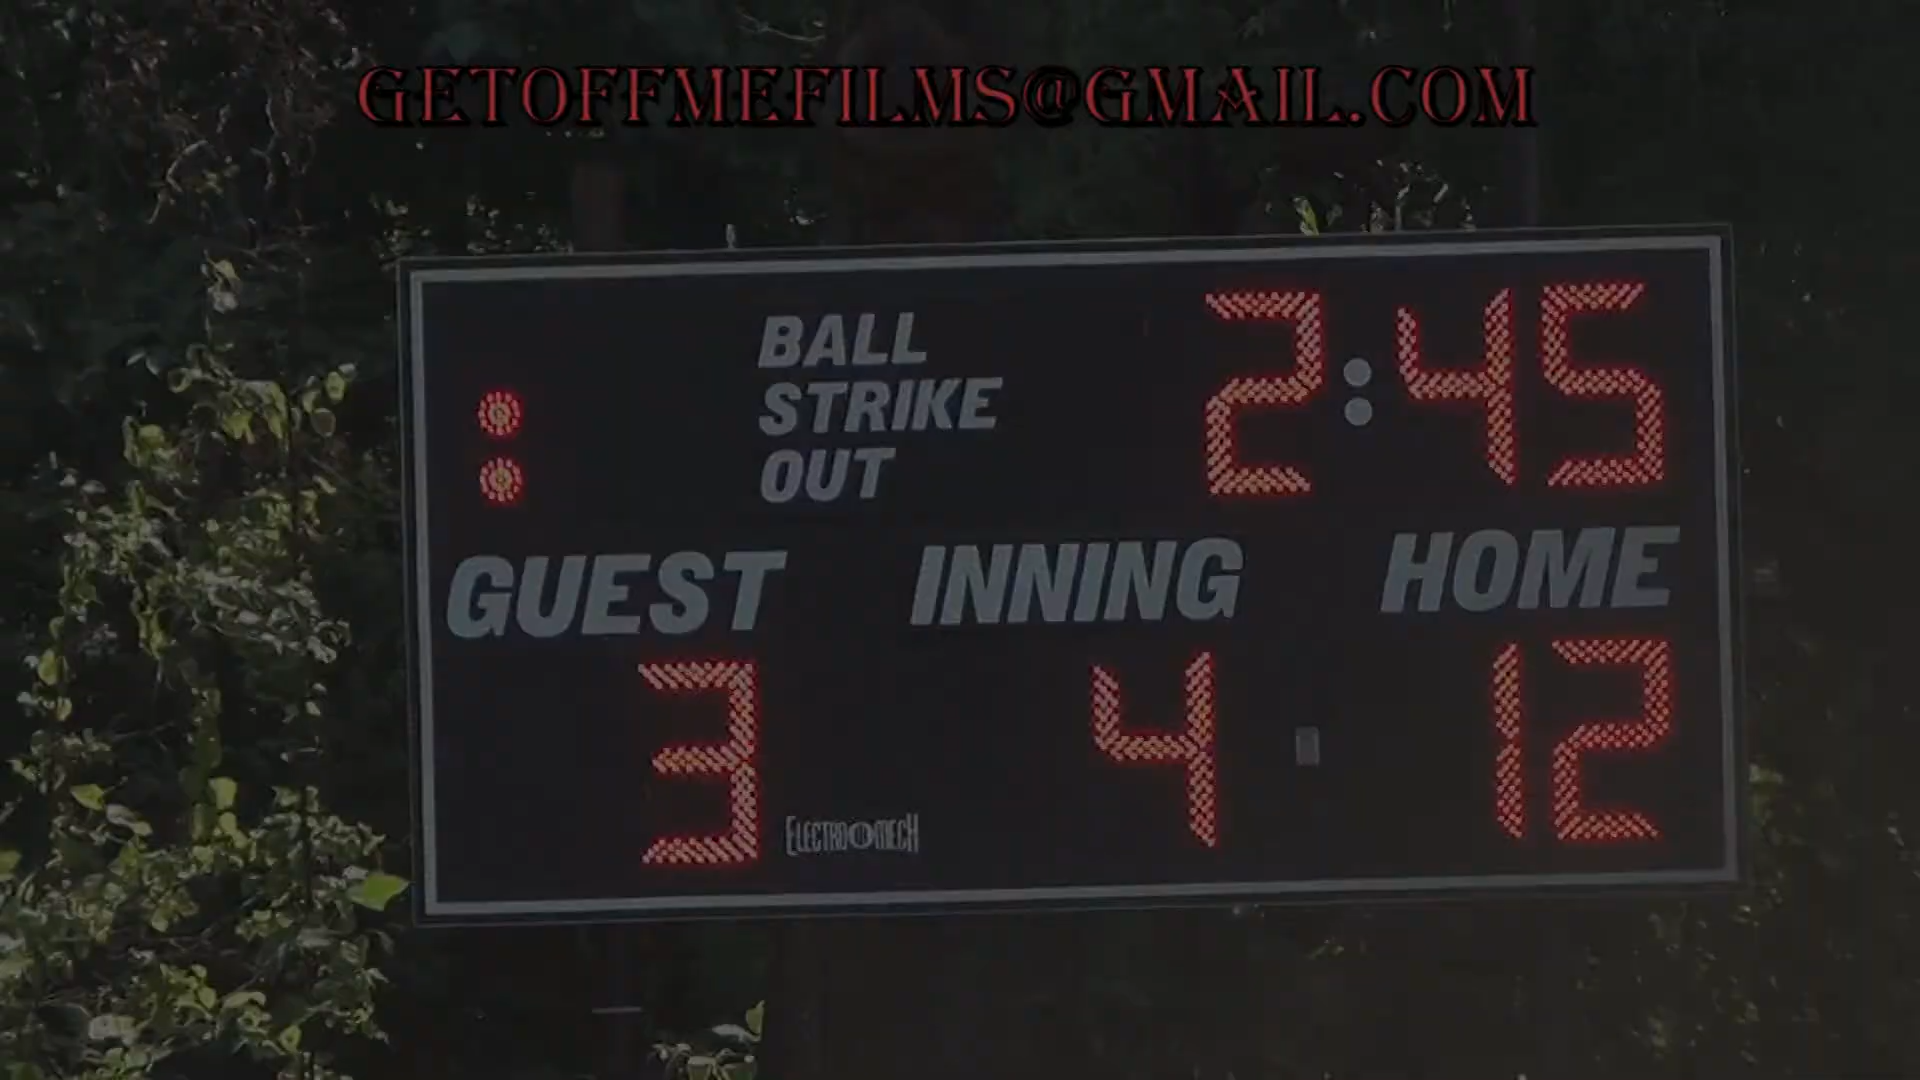 GETOFFMEFILMS@GMAIL.COM
BALL
STRIKE
OUT
2:45
GUEST INNING HOME
3 4 12
ELECTRO-MECH